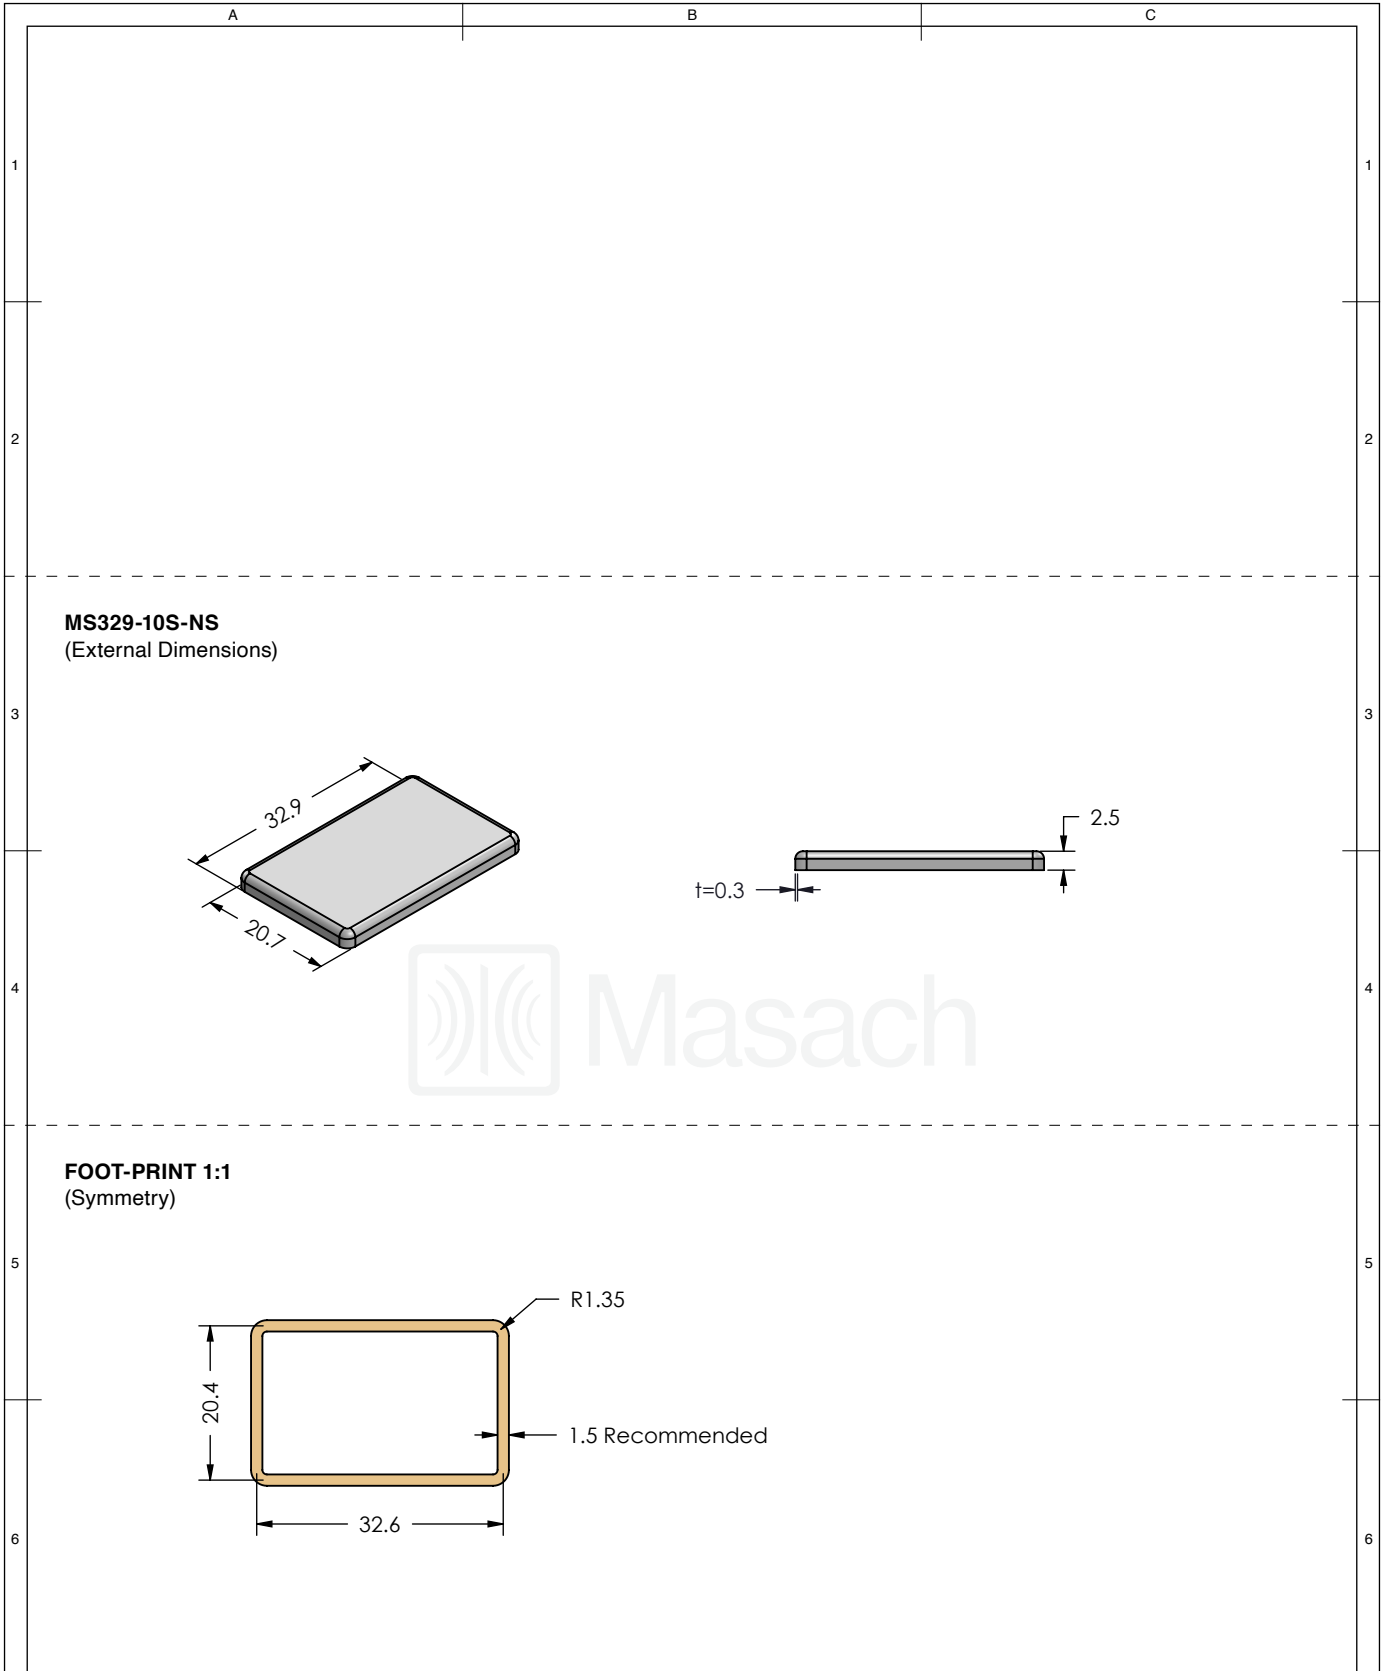 A
B
C
1
1
2
2
MS329-10S-NS
(External Dimensions)
3
3
32.9
20.7
2.5
t=0.3
Masach
4
4
FOOT-PRINT 1:1
(Symmetry)
5
5
R1.35
20.4
1.5 Recommended
32.6
6
6